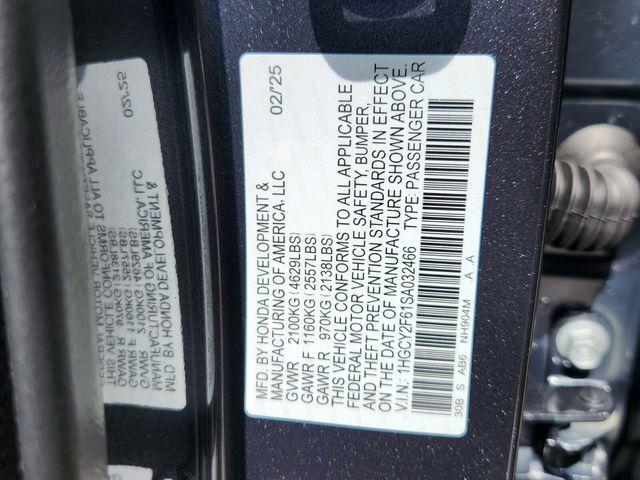 MFD. BY HONDA DEVELOPMENT & 02/'25
MANUFACTURING OF AMERICA, LLC
GVWR 2100KG(4629LBS)
GAWR F 1160KG(2557LBS)
GAWR R 970KG(2138LBS)
THIS VEHICLE CONFORMS TO ALL APPLICABLE
FEDERAL MOTOR VEHICLE SAFETY, BUMPER,
AND THEFT PREVENTION STANDARDS IN EFFECT
ON THE DATE OF MANUFACTURE SHOWN ABOVE.
V.I.N.: 1HGCY2F61SA032466 TYPE: PASSENGER CAR
30B S AB6 NH904M A A